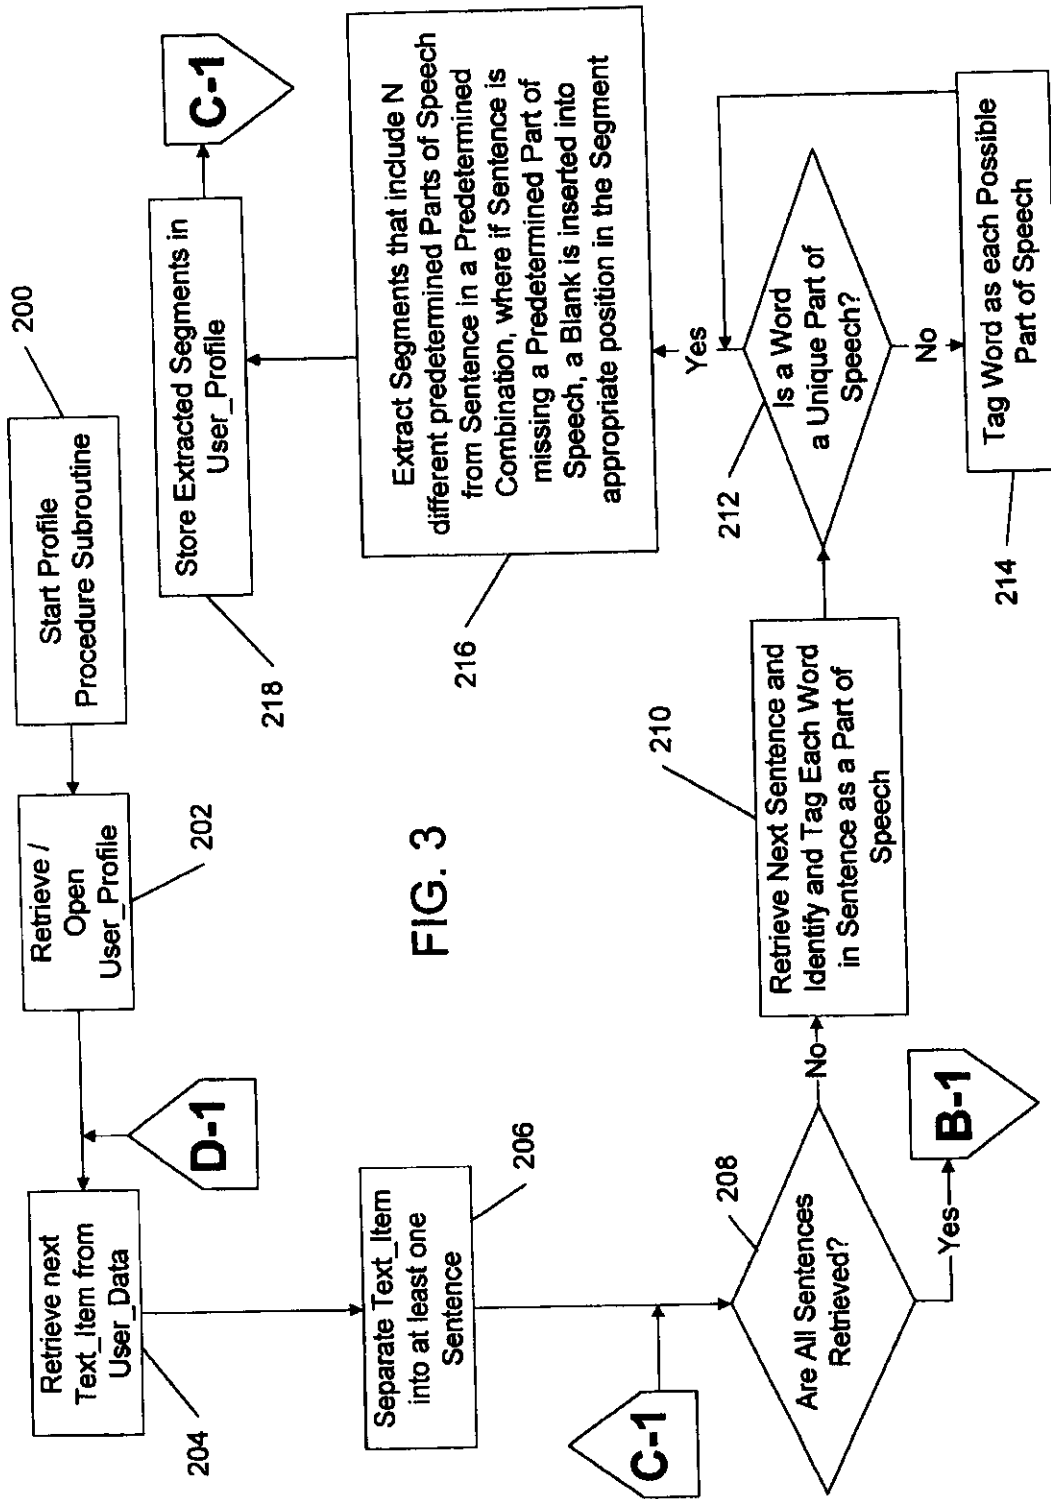 Start Profile
Procedure Subroutine
200
Retrieve /
Open
User_Profile
202
D-1
Retrieve next
Text_Item from
User_Data
204
Separate Text_Item
into at least one
Sentence
206
C-1
Are All Sentences
Retrieved?
208
Yes
B-1
No
Retrieve Next Sentence and
Identify and Tag Each Word
in Sentence as a Part of
Speech
210
Is a Word
a Unique Part of
Speech?
212
No
Tag Word as each Possible
Part of Speech
214
Yes
Extract Segments that include N
different predetermined Parts of Speech
from Sentence in a Predetermined
Combination, where if Sentence is
missing a Predetermined Part of
Speech, a Blank is inserted into
appropriate position in the Segment
216
Store Extracted Segments in
User_Profile
218
C-1
FIG. 3